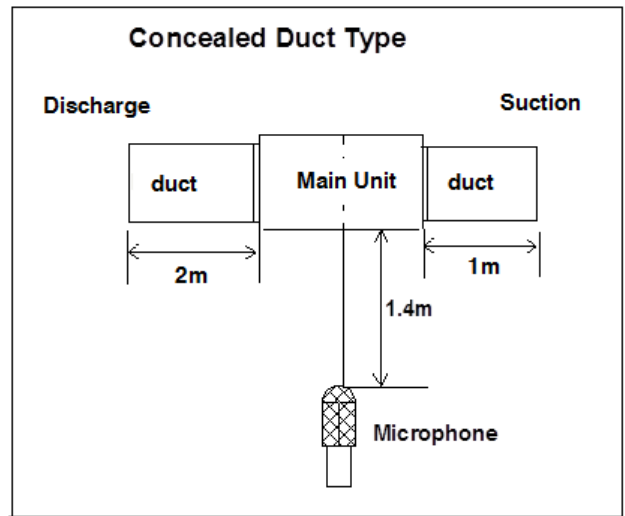 Concealed Duct Type
Discharge
Suction
duct
Main Unit
duct
2m
1m
1.4m
Microphone